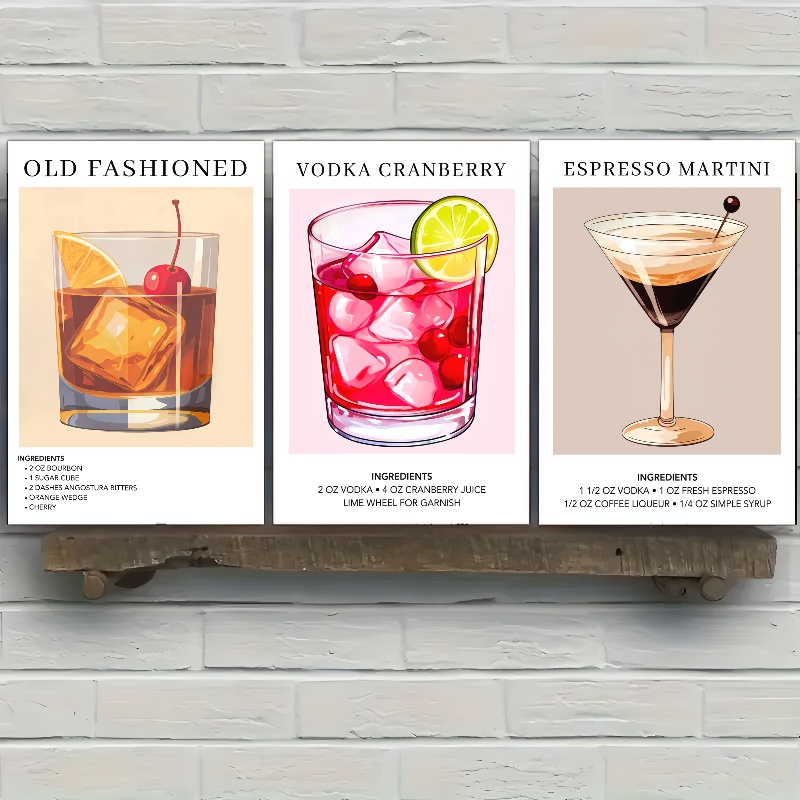 OLD FASHIONED
INGREDIENTS
• 2 OZ BOURBON
• 1 SUGAR CUBE
• 2 DASHES ANGOSTURA BITTERS
• ORANGE WEDGE
• CHERRY
VODKA CRANBERRY
INGREDIENTS
2 OZ VODKA • 4 OZ CRANBERRY JUICE
LIME WHEEL FOR GARNISH
ESPRESSO MARTINI
INGREDIENTS
1 1/2 OZ VODKA • 1 OZ FRESH ESPRESSO
1/2 OZ COFFEE LIQUEUR • 1/4 OZ SIMPLE SYRUP